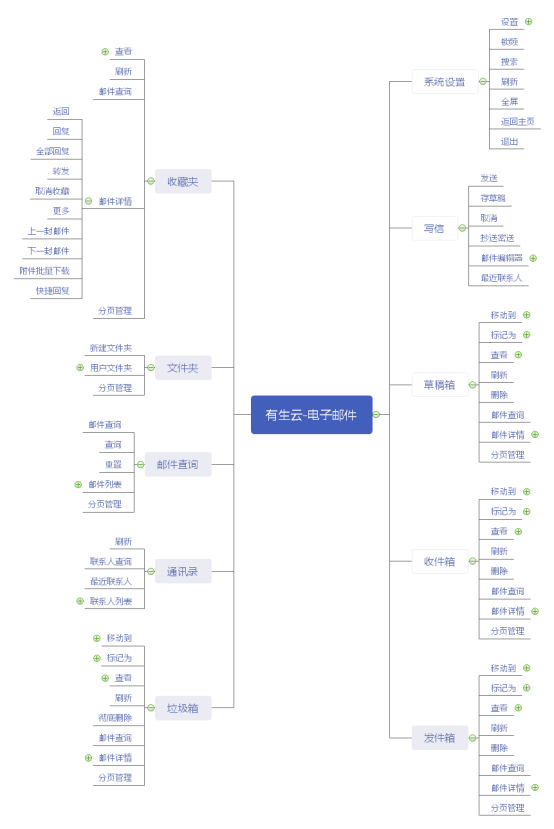 有生云-电子邮件
系统设置
设置
皴肤
搜索
刷新
全屏
返回主页
退出
写信
发送
存草稿
取消
抄送密送
邮件编辑器
最近联系人
草稿箱
移动到
标记为
查看
刷新
删除
邮件查询
邮件详情
分页管理
收件箱
移动到
标记为
查看
刷新
删除
邮件查询
邮件详情
分页管理
发件箱
移动到
标记为
查看
刷新
删除
邮件查询
邮件详情
分页管理
收藏夹
查看
刷新
邮件查询
邮件详情
返回
回复
全部回复
转发
取消收藏
更多
上一封邮件
下一封邮件
附件批量下载
快捷回复
分页管理
文件夹
新建文件夹
用户文件夹
分页管理
邮件查询
邮件查询
查询
重置
邮件列表
分页管理
通讯录
刷新
联系人查询
最近联系人
联系人列表
垃圾箱
移动到
标记为
查看
刷新
彻底删除
邮件查询
邮件详情
分页管理